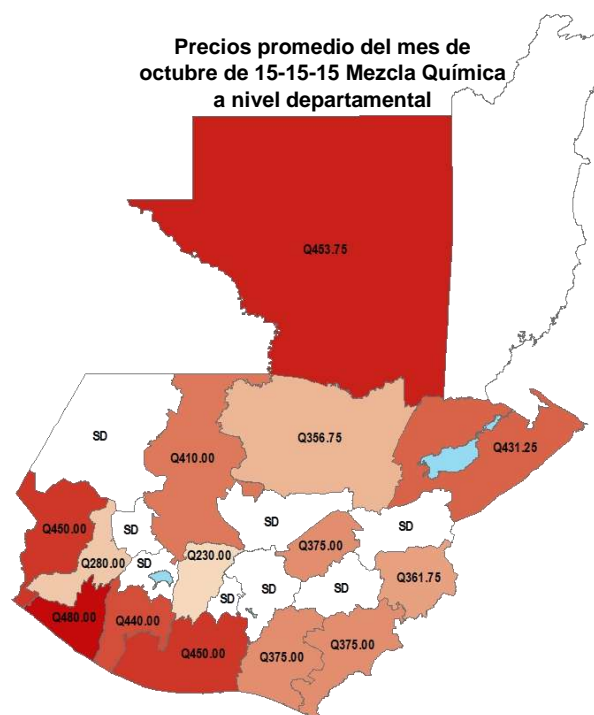 Precios promedio del mes de
octubre de 15-15-15 Mezcla Química
a nivel departamental
Q453.75
SD
Q410.00
Q356.75
Q431.25
Q450.00
SD
SD
SD
Q375.00
Q280.00
SD
Q230.00
Q361.75
SD
SD
SD
Q480.00
Q440.00
Q450.00
Q375.00
Q375.00